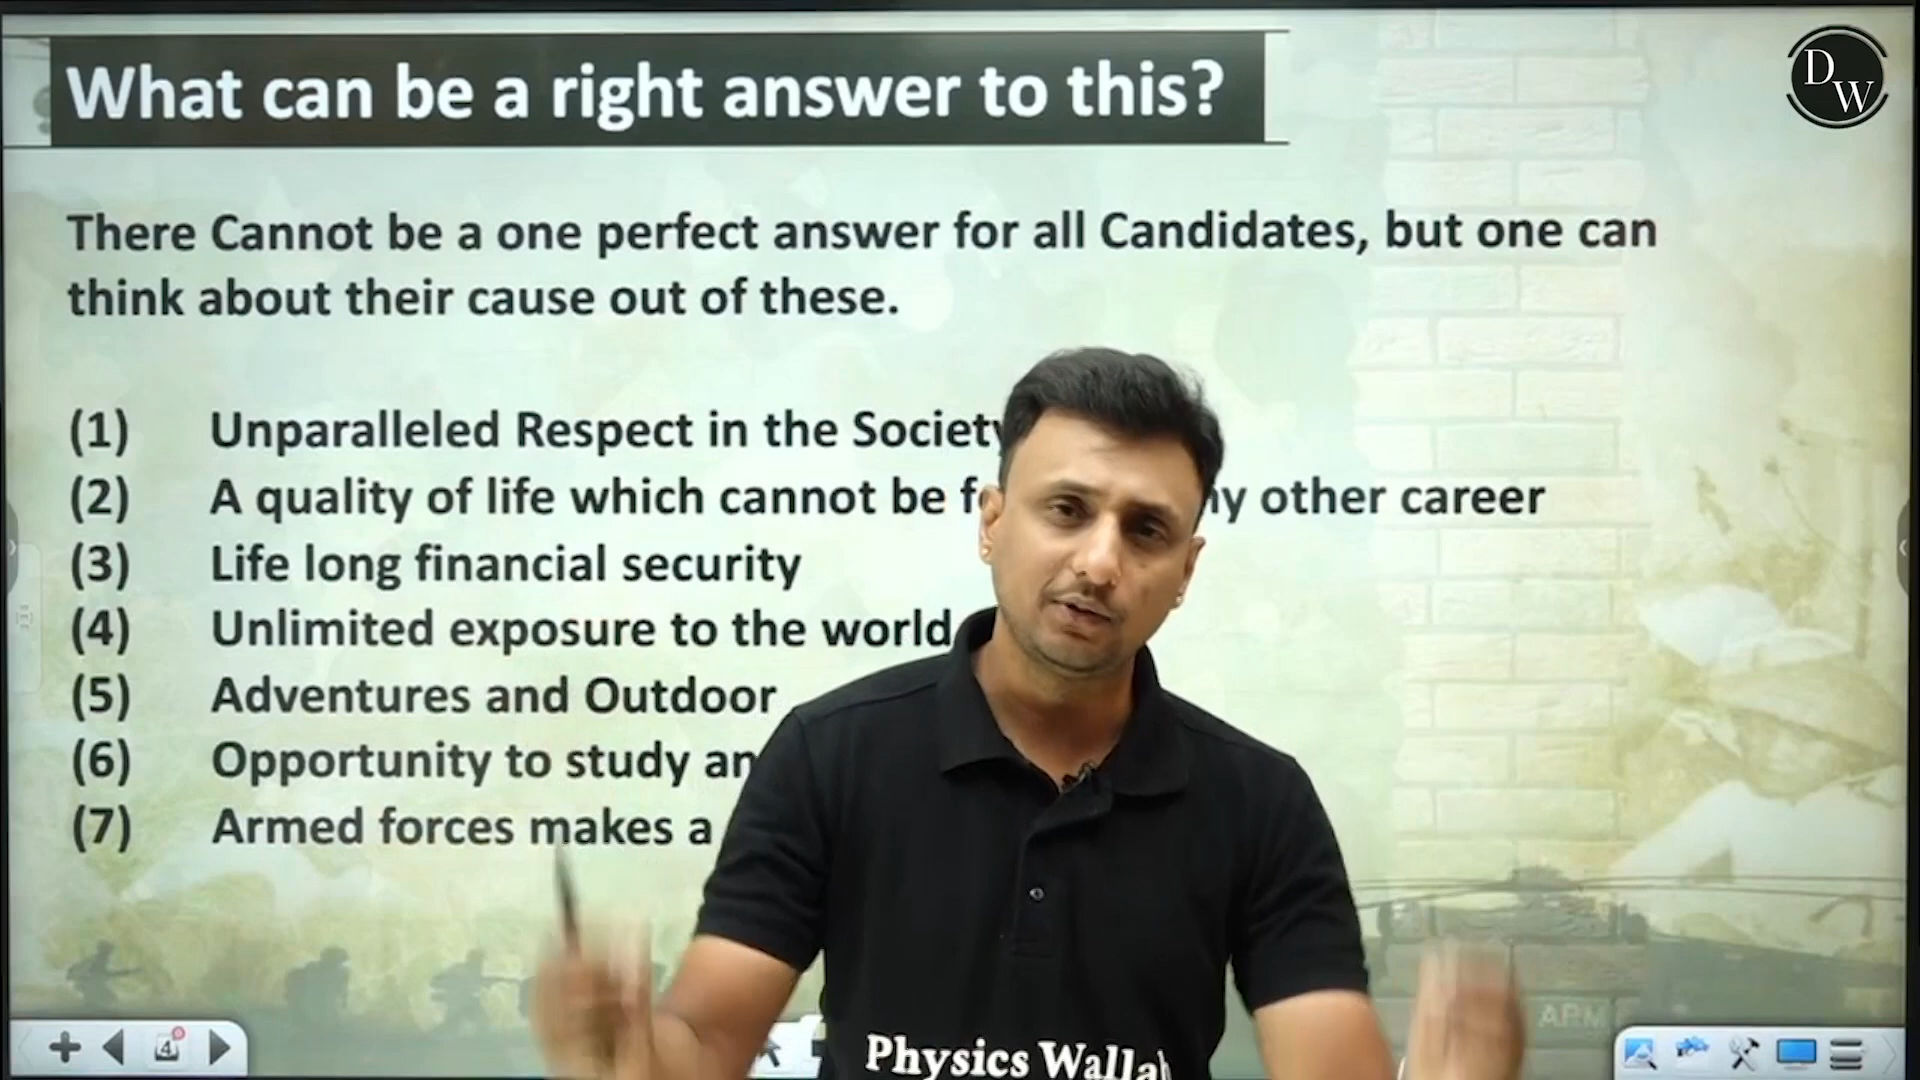 What can be a right answer to this?
D
W
There Cannot be a one perfect answer for all Candidates, but one can
think about their cause out of these.
(1) Unparalleled Respect in the Society
(2) A quality of life which cannot be other career
(3) Life long financial security
(4) Unlimited exposure to the world
(5) Adventures and Outdoor
(6) Opportunity to study
(7) Armed forces makes a
4
Physics Wallah